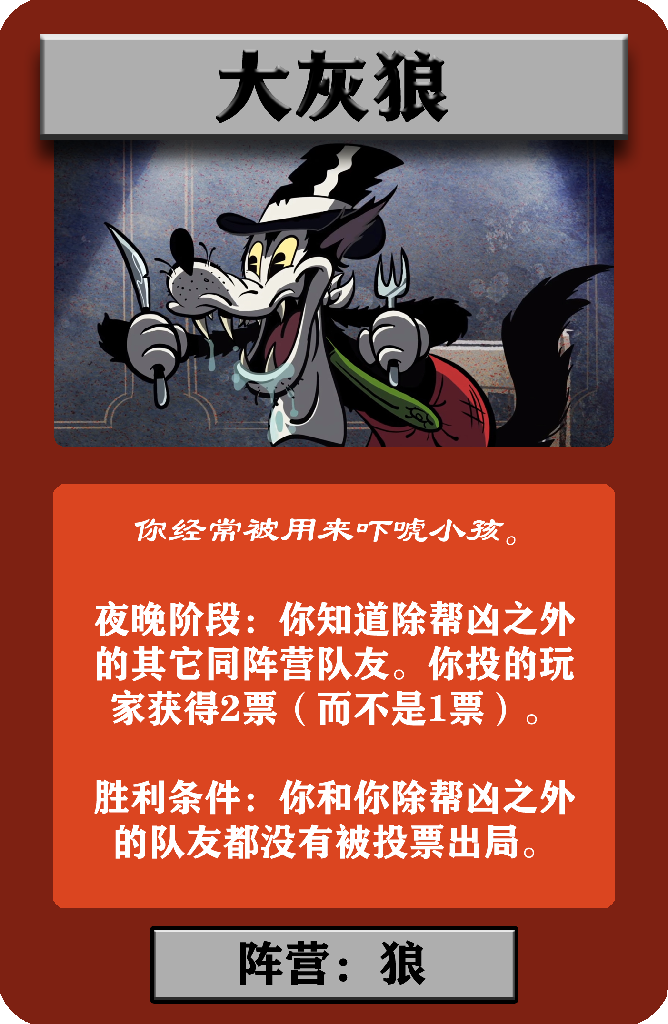 大灰狼
你经常被用来吓唬小孩。
夜晚阶段：你知道除帮凶之外
的其它同阵营队友。你投的玩
家获得2票（而不是1票）。
胜利条件：你和你除帮凶之外
的队友都没有被投票出局。
阵营：狼